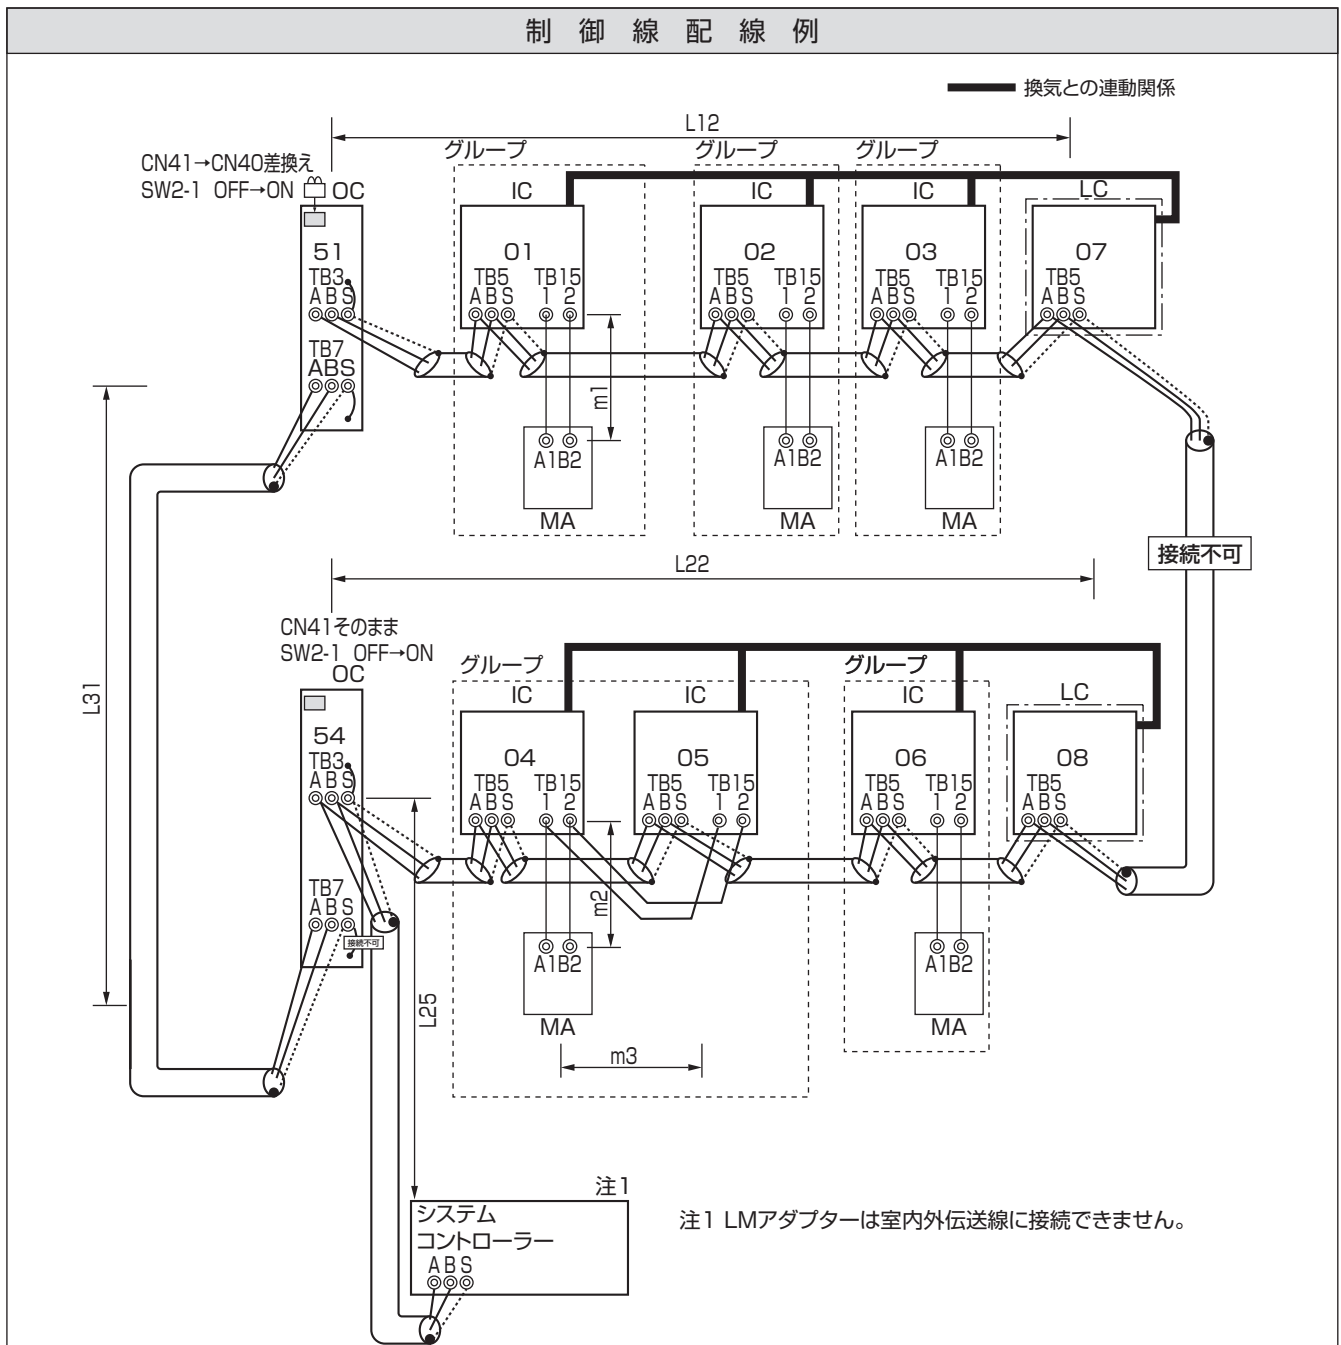 制御線配線例
換気との連動関係
L12
CN41→CN40差換え
SW2-1 OFF→ON
OC
グループ
グループ
グループ
IC
IC
IC
LC
51
01
02
03
07
TB3
A B S
TB5
A B S
TB15
1 2
TB5
A B S
TB15
1 2
TB5
A B S
TB15
1 2
TB5
A B S
TB7
A B S
m1
A1B2
A1B2
A1B2
MA
MA
MA
接続不可
L22
L31
CN41そのまま
SW2-1 OFF→ON
OC
グループ
グループ
IC
IC
IC
LC
54
04
05
06
08
TB3
A B S
TB5
A B S
TB15
1 2
TB5
A B S
TB15
1 2
TB5
A B S
TB15
1 2
TB5
A B S
TB7
A B S
接続不可
m2
A1B2
A1B2
L25
MA
MA
m3
注1
システム
コントローラー
A B S
注1 LMアダプターは室内外伝送線に接続できません。